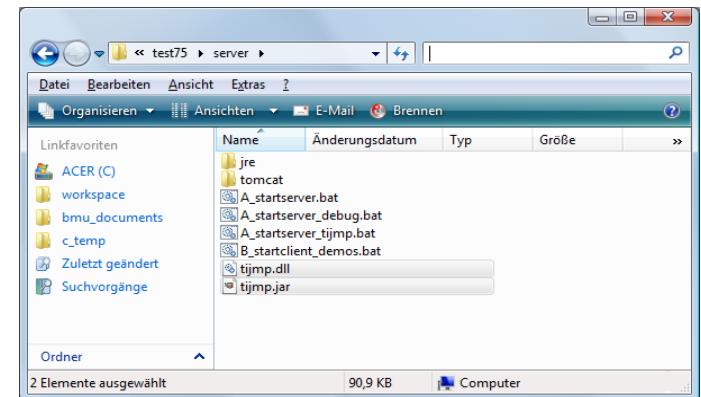 « test75 server
Datei Bearbeiten Ansicht Extras ?
Organisieren Ansichten E-Mail Brennen ?
Linkfavoriten
ACER (C)
workspace
bmu_documents
c_temp
Zuletzt geändert
Suchvorgänge
Ordner
Name Änderungsdatum Typ Größe »
jre
tomcat
A_startserver.bat
A_startserver_debug.bat
A_startserver_tijmp.bat
B_startclient_demos.bat
tijmp.dll
tijmp.jar
2 Elemente ausgewählt 90,9 KB Computer